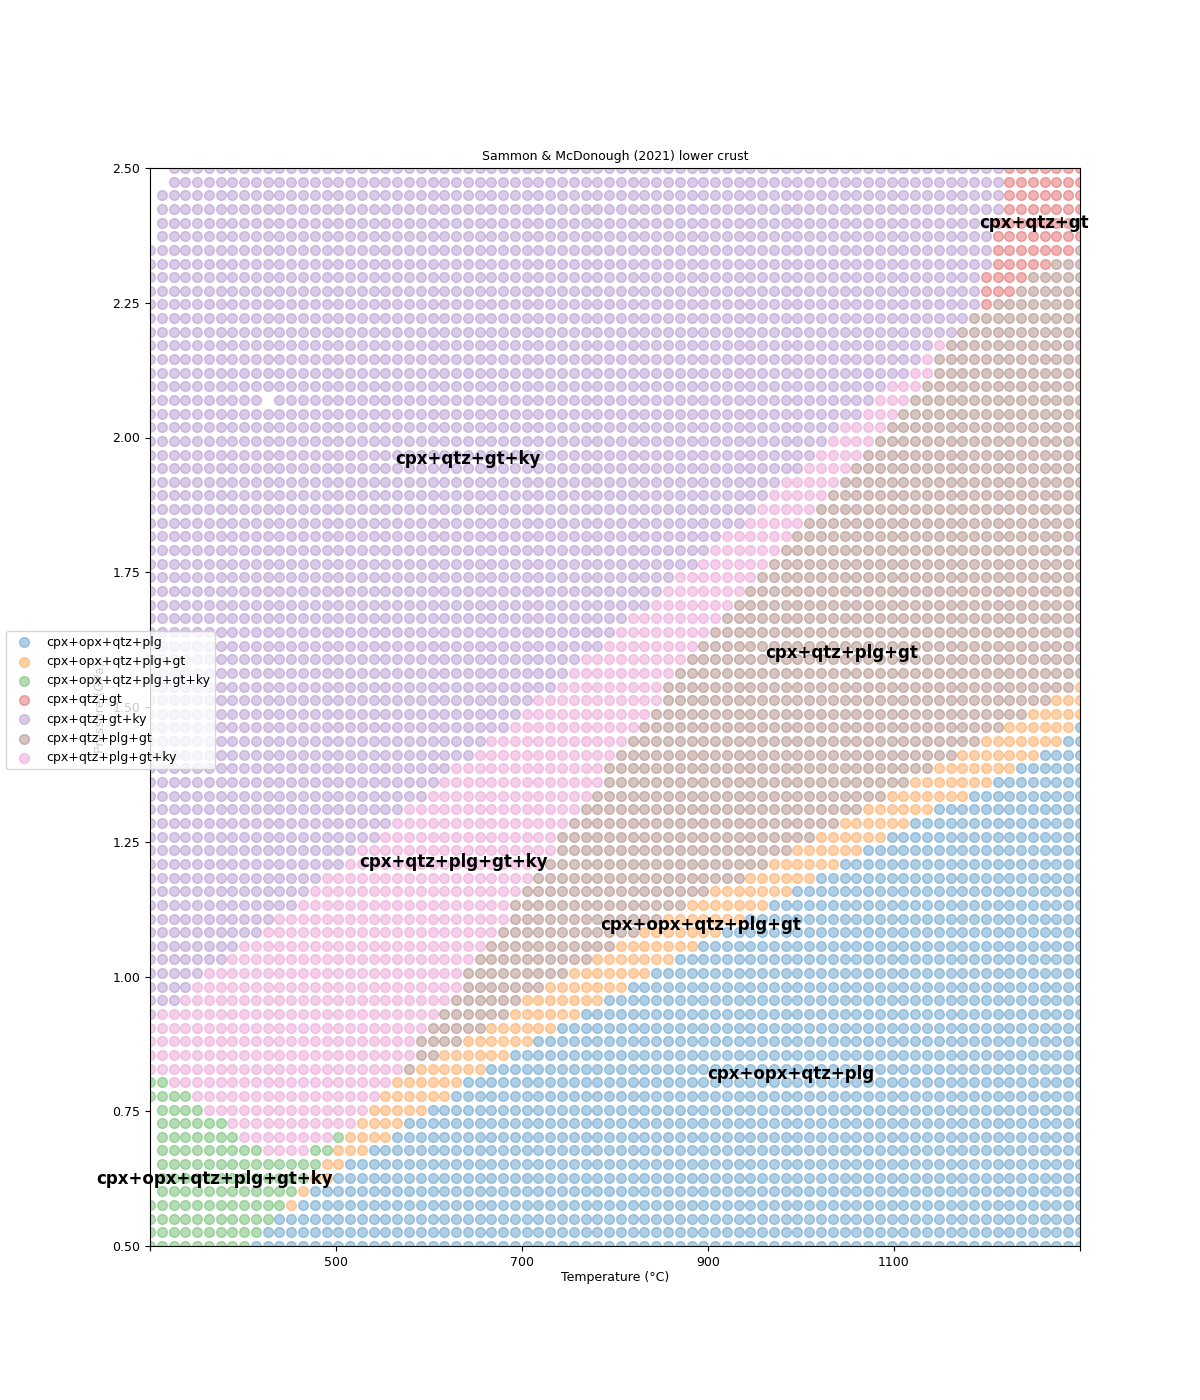 Sammon & McDonough (2021) lower crust
2.50
cpx+qtz+gt
2.25
2.00
cpx+qtz+gt+ky
1.75
cpx+qtz+plg+gt
cpx+opx+qtz+plg
cpx+opx+qtz+plg+gt
cpx+opx+qtz+plg+gt+ky
cpx+qtz+gt
1.50
cpx+qtz+gt+ky
cpx+qtz+plg+gt
cpx+qtz+plg+gt+ky
1.25
cpx+qtz+plg+gt+ky
cpx+opx+qtz+plg+gt
1.00
cpx+opx+qtz+plg
0.75
cpx+opx+qtz+plg+gt+ky
0.50
500 700 900 1100
Temperature (°C)